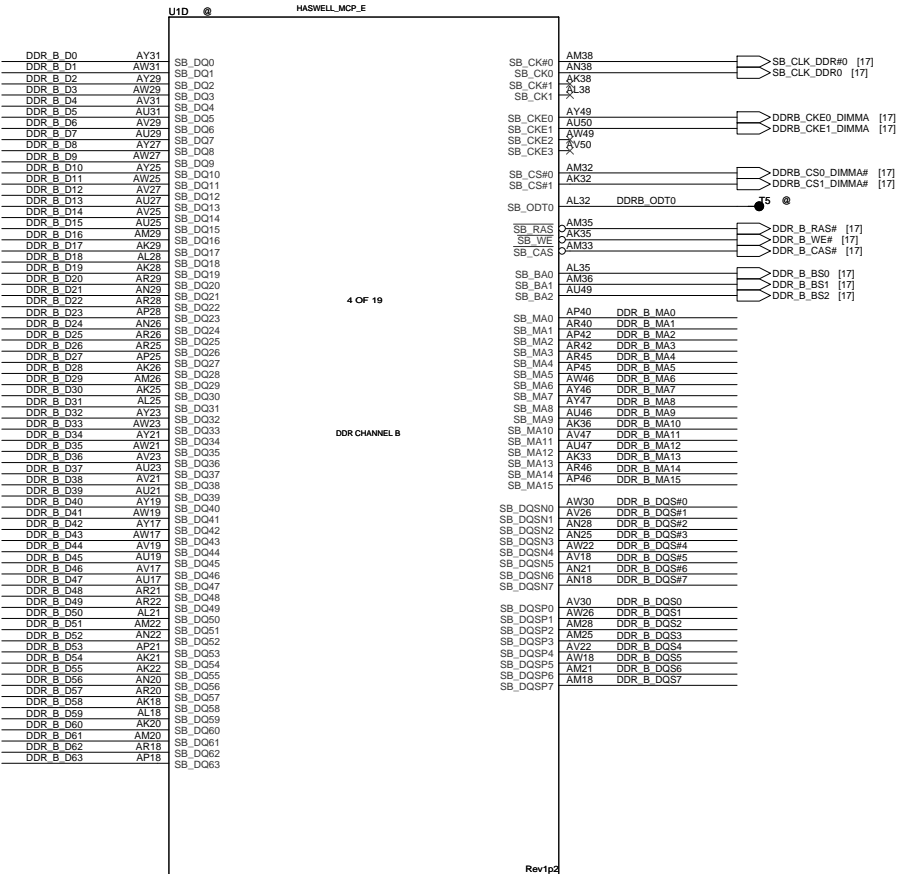 U1D @
HASWELL_MCP_E
DDR_B_D0 AY31 SB_DQ0
DDR_B_D1 AW31 SB_DQ1
DDR_B_D2 AY29 SB_DQ2
DDR_B_D3 AW29 SB_DQ3
DDR_B_D4 AV31 SB_DQ4
DDR_B_D5 AU31 SB_DQ5
DDR_B_D6 AV29 SB_DQ6
DDR_B_D7 AU29 SB_DQ7
DDR_B_D8 AY27 SB_DQ8
DDR_B_D9 AW27 SB_DQ9
DDR_B_D10 AY25 SB_DQ10
DDR_B_D11 AW25 SB_DQ11
DDR_B_D12 AV27 SB_DQ12
DDR_B_D13 AU27 SB_DQ13
DDR_B_D14 AV25 SB_DQ14
DDR_B_D15 AU25 SB_DQ15
DDR_B_D16 AM29 SB_DQ16
DDR_B_D17 AK29 SB_DQ17
DDR_B_D18 AL28 SB_DQ18
DDR_B_D19 AK28 SB_DQ19
DDR_B_D20 AR29 SB_DQ20
DDR_B_D21 AN29 SB_DQ21
DDR_B_D22 AR28 SB_DQ22
DDR_B_D23 AP28 SB_DQ23
DDR_B_D24 AN26 SB_DQ24
DDR_B_D25 AR26 SB_DQ25
DDR_B_D26 AR25 SB_DQ26
DDR_B_D27 AP25 SB_DQ27
DDR_B_D28 AK26 SB_DQ28
DDR_B_D29 AM26 SB_DQ29
DDR_B_D30 AK25 SB_DQ30
DDR_B_D31 AL25 SB_DQ31
DDR_B_D32 AY23 SB_DQ32
DDR_B_D33 AW23 SB_DQ33
DDR_B_D34 AY21 SB_DQ34
DDR_B_D35 AW21 SB_DQ35
DDR_B_D36 AV23 SB_DQ36
DDR_B_D37 AU23 SB_DQ37
DDR_B_D38 AV21 SB_DQ38
DDR_B_D39 AU21 SB_DQ39
DDR_B_D40 AY19 SB_DQ40
DDR_B_D41 AW19 SB_DQ41
DDR_B_D42 AY17 SB_DQ42
DDR_B_D43 AW17 SB_DQ43
DDR_B_D44 AV19 SB_DQ44
DDR_B_D45 AU19 SB_DQ45
DDR_B_D46 AV17 SB_DQ46
DDR_B_D47 AU17 SB_DQ47
DDR_B_D48 AR21 SB_DQ48
DDR_B_D49 AR22 SB_DQ49
DDR_B_D50 AL21 SB_DQ50
DDR_B_D51 AM22 SB_DQ51
DDR_B_D52 AN22 SB_DQ52
DDR_B_D53 AP21 SB_DQ53
DDR_B_D54 AK21 SB_DQ54
DDR_B_D55 AK22 SB_DQ55
DDR_B_D56 AN20 SB_DQ56
DDR_B_D57 AR20 SB_DQ57
DDR_B_D58 AK18 SB_DQ58
DDR_B_D59 AL18 SB_DQ59
DDR_B_D60 AK20 SB_DQ60
DDR_B_D61 AM20 SB_DQ61
DDR_B_D62 AR18 SB_DQ62
DDR_B_D63 AP18 SB_DQ63
4 OF 19
DDR CHANNEL B
SB_CK#0 AM38 SB_CLK_DDR#0 [17]
SB_CK0 AN38 SB_CLK_DDR0 [17]
SB_CK#1 AK38
SB_CK1 AL38
SB_CKE0 AY49 DDRB_CKE0_DIMMA [17]
SB_CKE1 AU50 DDRB_CKE1_DIMMA [17]
SB_CKE2 AW49
SB_CKE3 AV50
SB_CS#0 AM32 DDRB_CS0_DIMMA# [17]
SB_CS#1 AK32 DDRB_CS1_DIMMA# [17]
SB_ODT0 AL32 DDRB_ODT0 T5 @
SB_RAS AM35 DDR_B_RAS# [17]
SB_WE AK35 DDR_B_WE# [17]
SB_CAS AM33 DDR_B_CAS# [17]
SB_BA0 AL35 DDR_B_BS0 [17]
SB_BA1 AM36 DDR_B_BS1 [17]
SB_BA2 AU49 DDR_B_BS2 [17]
SB_MA0 AP40 DDR_B_MA0
SB_MA1 AR40 DDR_B_MA1
SB_MA2 AP42 DDR_B_MA2
SB_MA3 AR42 DDR_B_MA3
SB_MA4 AR45 DDR_B_MA4
SB_MA5 AP45 DDR_B_MA5
SB_MA6 AW46 DDR_B_MA6
SB_MA7 AY46 DDR_B_MA7
SB_MA8 AY47 DDR_B_MA8
SB_MA9 AU46 DDR_B_MA9
SB_MA10 AK36 DDR_B_MA10
SB_MA11 AV47 DDR_B_MA11
SB_MA12 AU47 DDR_B_MA12
SB_MA13 AK33 DDR_B_MA13
SB_MA14 AR46 DDR_B_MA14
SB_MA15 AP46 DDR_B_MA15
SB_DQSN0 AW30 DDR_B_DQS#0
SB_DQSN1 AV26 DDR_B_DQS#1
SB_DQSN2 AN28 DDR_B_DQS#2
SB_DQSN3 AN25 DDR_B_DQS#3
SB_DQSN4 AW22 DDR_B_DQS#4
SB_DQSN5 AV18 DDR_B_DQS#5
SB_DQSN6 AN21 DDR_B_DQS#6
SB_DQSN7 AN18 DDR_B_DQS#7
SB_DQSP0 AV30 DDR_B_DQS0
SB_DQSP1 AW26 DDR_B_DQS1
SB_DQSP2 AM28 DDR_B_DQS2
SB_DQSP3 AM25 DDR_B_DQS3
SB_DQSP4 AV22 DDR_B_DQS4
SB_DQSP5 AW18 DDR_B_DQS5
SB_DQSP6 AM21 DDR_B_DQS6
SB_DQSP7 AM18 DDR_B_DQS7
Rev1p2